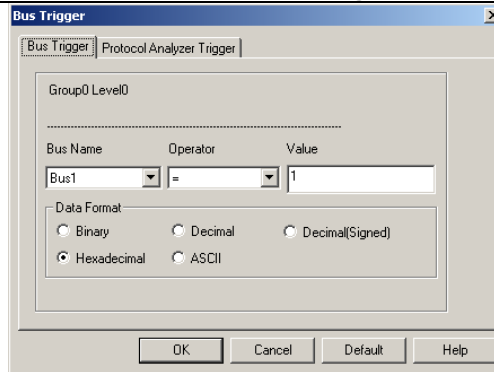 Bus Trigger
Bus Trigger Protocol Analyzer Trigger
Group0 Level0
Bus Name Operator Value
Bus1 = 1
Data Format
Binary Decimal Decimal(Signed)
Hexadecimal ASCII
OK Cancel Default Help